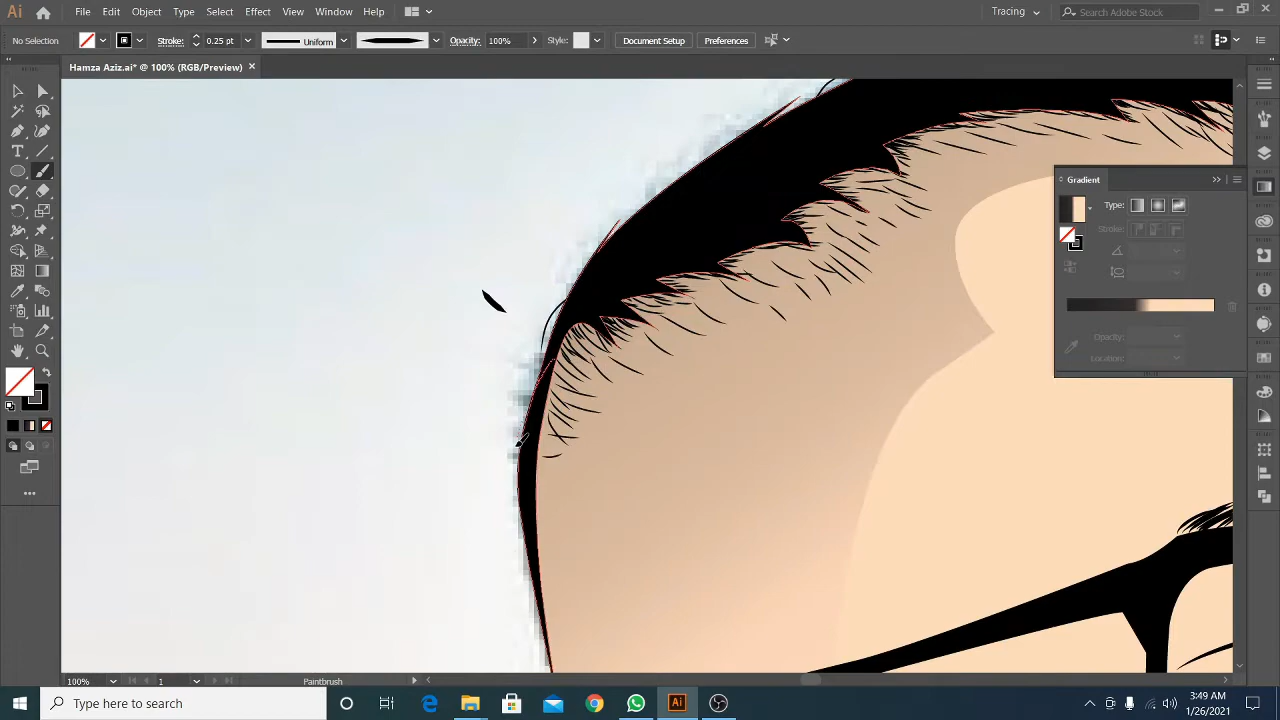 Ai File Edit Object Type Select Effect View Window Help Tracing Search Adobe Stock
No Selection Stroke: 0.25 pt Uniform Opacity: 100% Style: Document Setup Preferences
Hamza Aziz.ai* @ 100% (RGB/Preview)
Gradient
Type:
Stroke:
Opacity:
Location:
100% 1 Paintbrush
Type here to search Ai 3:49 AM
1/26/2021